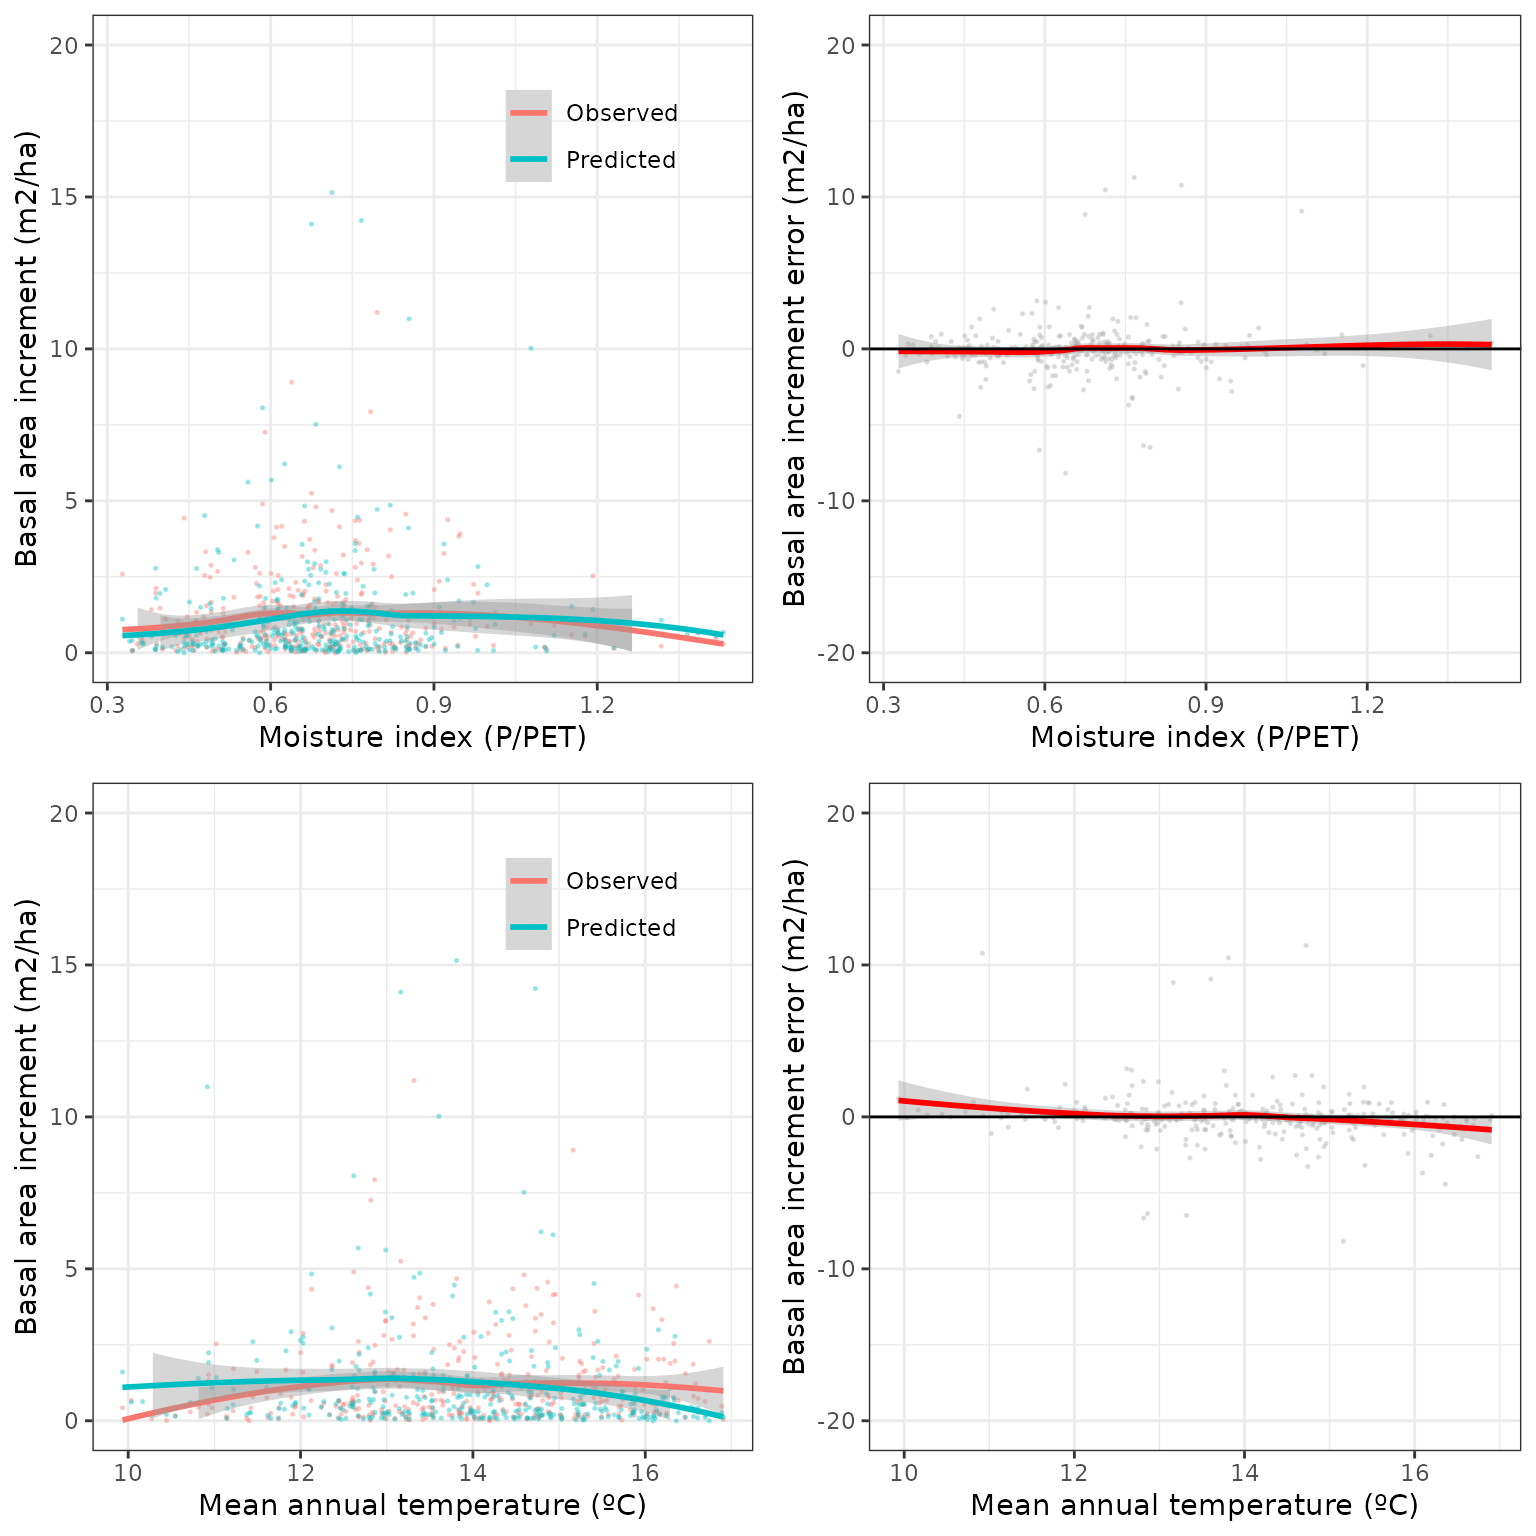 Basal area increment (m2/ha)
20
15
10
5
0
Observed
Predicted
0.3 0.6 0.9 1.2
Moisture index (P/PET)
Basal area increment error (m2/ha)
20
10
0
-10
-20
0.3 0.6 0.9 1.2
Moisture index (P/PET)
Basal area increment (m2/ha)
20
15
10
5
0
Observed
Predicted
10 12 14 16
Mean annual temperature (ºC)
Basal area increment error (m2/ha)
20
10
0
-10
-20
10 12 14 16
Mean annual temperature (ºC)